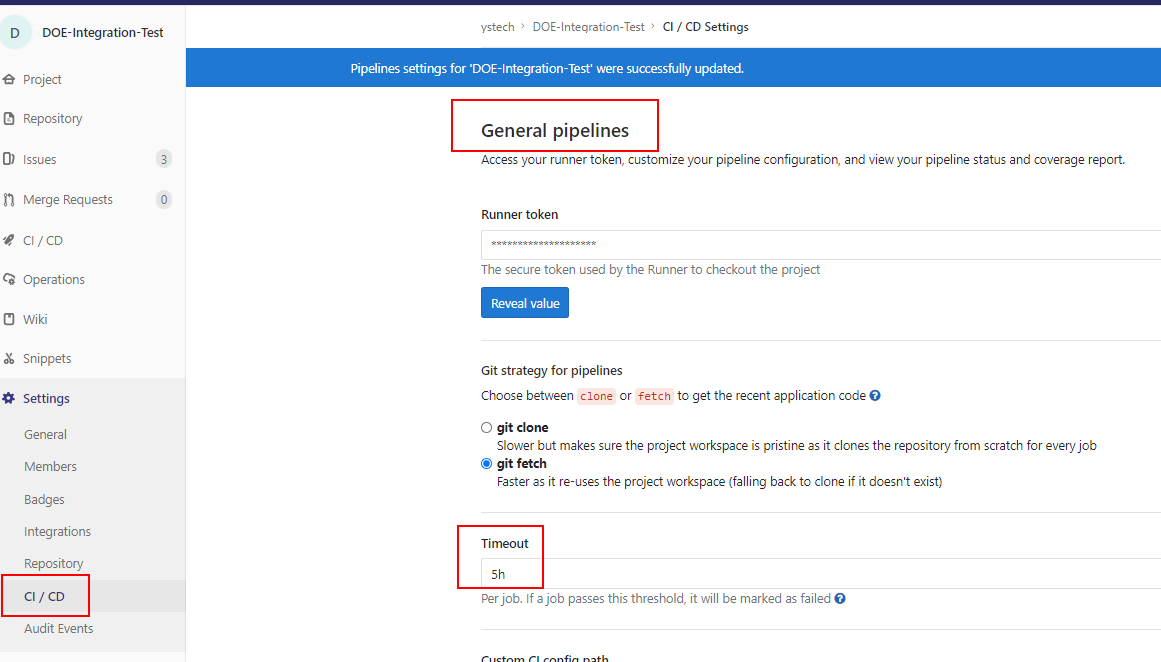 D DOE-Integration-Test
Project
Repository
Issues 3
Merge Requests 0
CI / CD
Operations
Wiki
Snippets
Settings
General
Members
Badges
Integrations
Repository
CI / CD
Audit Events
ystech > DOE-Integration-Test > CI / CD Settings
Pipelines settings for 'DOE-Integration-Test' were successfully updated.
General pipelines
Access your runner token, customize your pipeline configuration, and view your pipeline status and coverage report.
Runner token
********************
The secure token used by the Runner to checkout the project
Reveal value
Git strategy for pipelines
Choose between clone or fetch to get the recent application code ?
git clone
Slower but makes sure the project workspace is pristine as it clones the repository from scratch for every job
git fetch
Faster as it re-uses the project workspace (falling back to clone if it doesn't exist)
Timeout
5h
Per job. If a job passes this threshold, it will be marked as failed ?
Custom CI config path